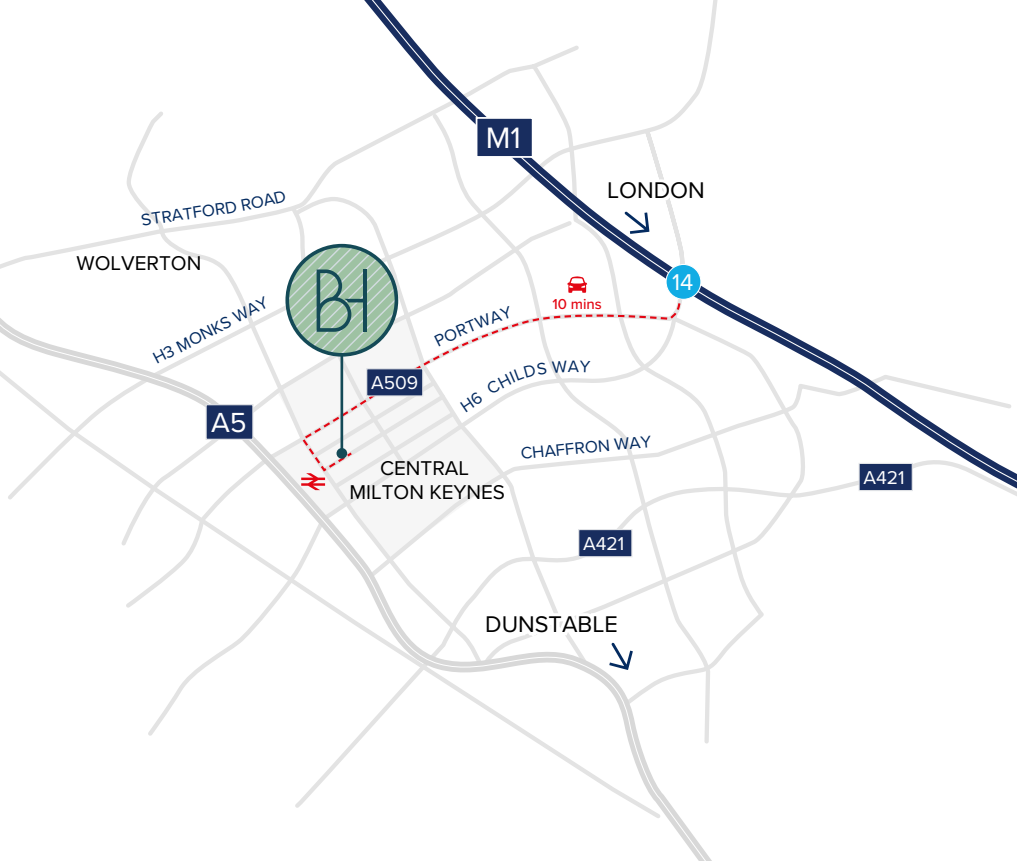 M1
LONDON
STRATFORD ROAD
WOLVERTON
14
BH
10 mins
H3 MONKS WAY
PORTWAY
A509
H6 CHILDS WAY
A5
CHAFFRON WAY
CENTRAL
MILTON KEYNES
A421
A421
DUNSTABLE